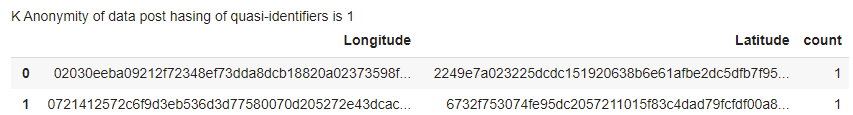 K Anonymity of data post hasing of quasi-identifiers is 1
Longitude Latitude count
0 02030eeba09212f72348ef73dda8dcb18820a02373598f... 2249e7a023225dcdc151920638b6e61afbe2dc5dfb7f95... 1
1 0721412572c6f9d3eb536d3d77580070d205272e43dcac... 6732f753074fe95dc2057211015f83c4dad79fcfdf00a8... 1